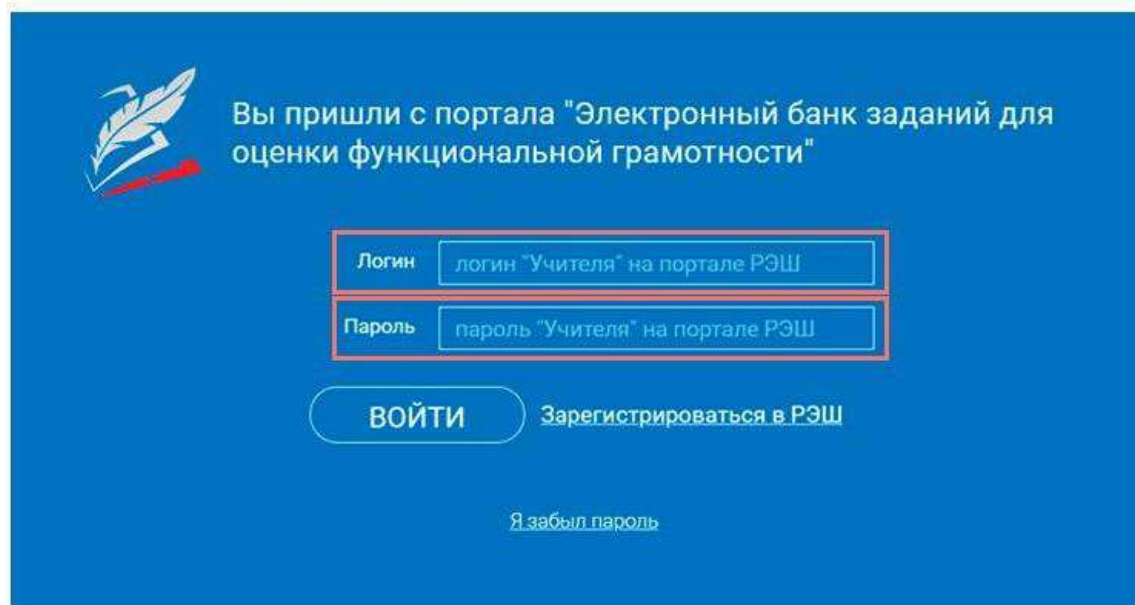 Вы пришли с портала "Электронный банк заданий для
оценки функциональной грамотности"
Логин логин "Учителя" на портале РЭШ
Пароль пароль "Учителя" на портале РЭШ
ВОЙТИ Зарегистрироваться в РЭШ
Я забыл пароль